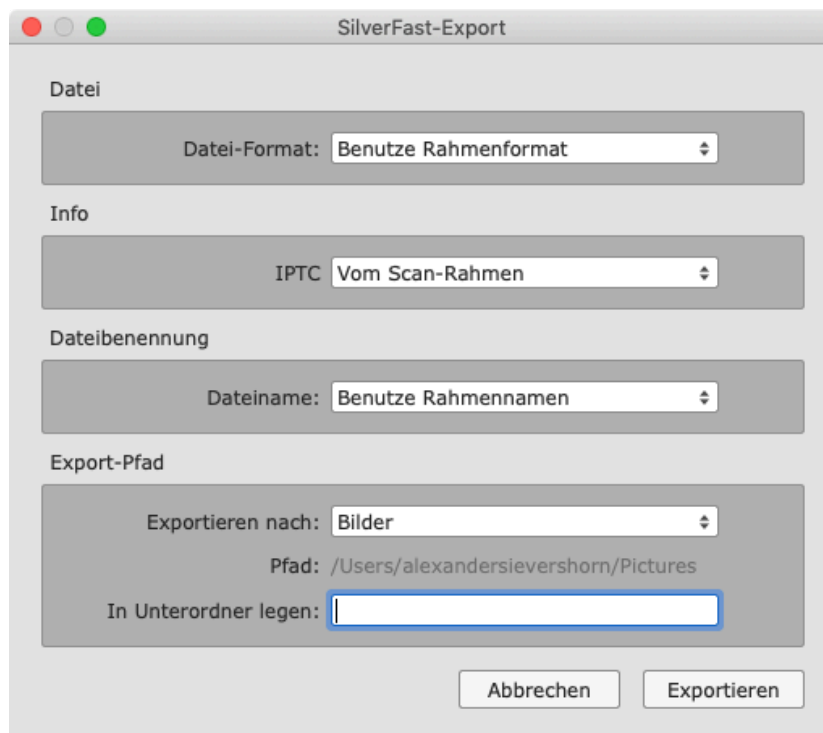 SilverFast-Export
Datei
Datei-Format: Benutze Rahmenformat
Info
IPTC Vom Scan-Rahmen
Dateibenennung
Dateiname: Benutze Rahmennamen
Export-Pfad
Exportieren nach: Bilder
Pfad: /Users/alexandersievershorn/Pictures
In Unterordner legen:
Abbrechen Exportieren